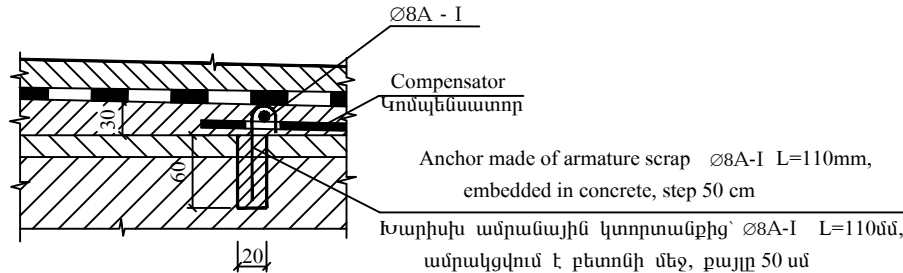 ∅8A - I
Compensator
Կոմպենսատոր
30
60
Anchor made of armature scrap ∅8A-I L=110mm,
embedded in concrete, step 50 cm
Խարիսխ ամրանային կտորտանքից՝ ∅8A-I L=110մմ,
ամրակցվում է բետոնի մեջ, քայլը 50 սմ
20